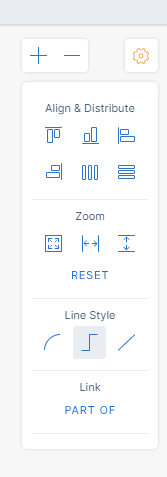 Align & Distribute
Zoom
RESET
Line Style
Link
PART OF